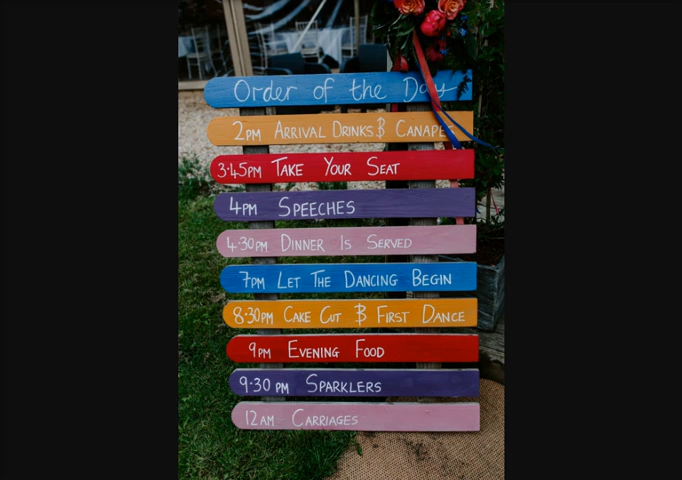 Order of the Day
2PM ARRIVAL DRINKS & CANAPES
3.45PM TAKE YOUR SEAT
4PM SPEECHES
4.30PM DINNER IS SERVED
7PM LET THE DANCING BEGIN
8.30PM CAKE CUT & FIRST DANCE
9PM EVENING FOOD
9.30 PM SPARKLERS
12AM CARRIAGES